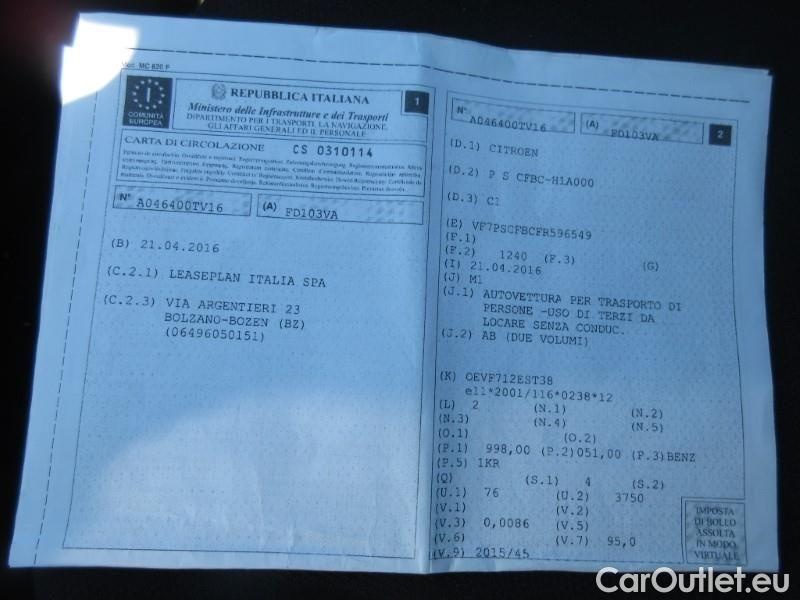 Mod. MC 820 F
I
COMUNITÀ
EUROPEA
REPUBBLICA ITALIANA
1
Ministero delle Infrastrutture e dei Trasporti
DIPARTIMENTO PER I TRASPORTI, LA NAVIGAZIONE,
GLI AFFARI GENERALI ED IL PERSONALE
CARTA DI CIRCOLAZIONE CS 0310114
N° A046400TV16 (A) FD103VA
(B) 21.04.2016
(C.2.1) LEASEPLAN ITALIA SPA
(C.2.3) VIA ARGENTIERI 23
BOLZANO-BOZEN (BZ)
(06496050151)
N° A046400TV16 (A) FD103VA 2
(D.1) CITROEN
(D.2) P S CFBC-H1A000
(D.3) C1
(E) VF7PSCFBCFR596549
(F.1)
(F.2) 1240 (F.3) (G)
(I) 21.04.2016
(J) M1
(J.1) AUTOVETTURA PER TRASPORTO DI
PERSONE -USO DI TERZI DA
LOCARE SENZA CONDUC.
(J.2) AB (DUE VOLUMI)
(K) OEVF712EST38
e11*2001/116*0238*12
(L) 2 (N.1) (N.2)
(N.3) (N.4) (N.5)
(O.1) (O.2)
(P.1) 998,00 (P.2)051,00 (P.3)BENZ
(P.5) 1KR
(Q) (S.1) 4 (S.2)
(U.1) 76 (U.2) 3750
(V.1) (V.2)
(V.3) 0,0086 (V.5)
(V.6) (V.7) 95,0
(V.9) 2015/45
IMPOSTA
DI BOLLO
ASSOLTA
IN MODO
VIRTUALE
CarOutlet.eu